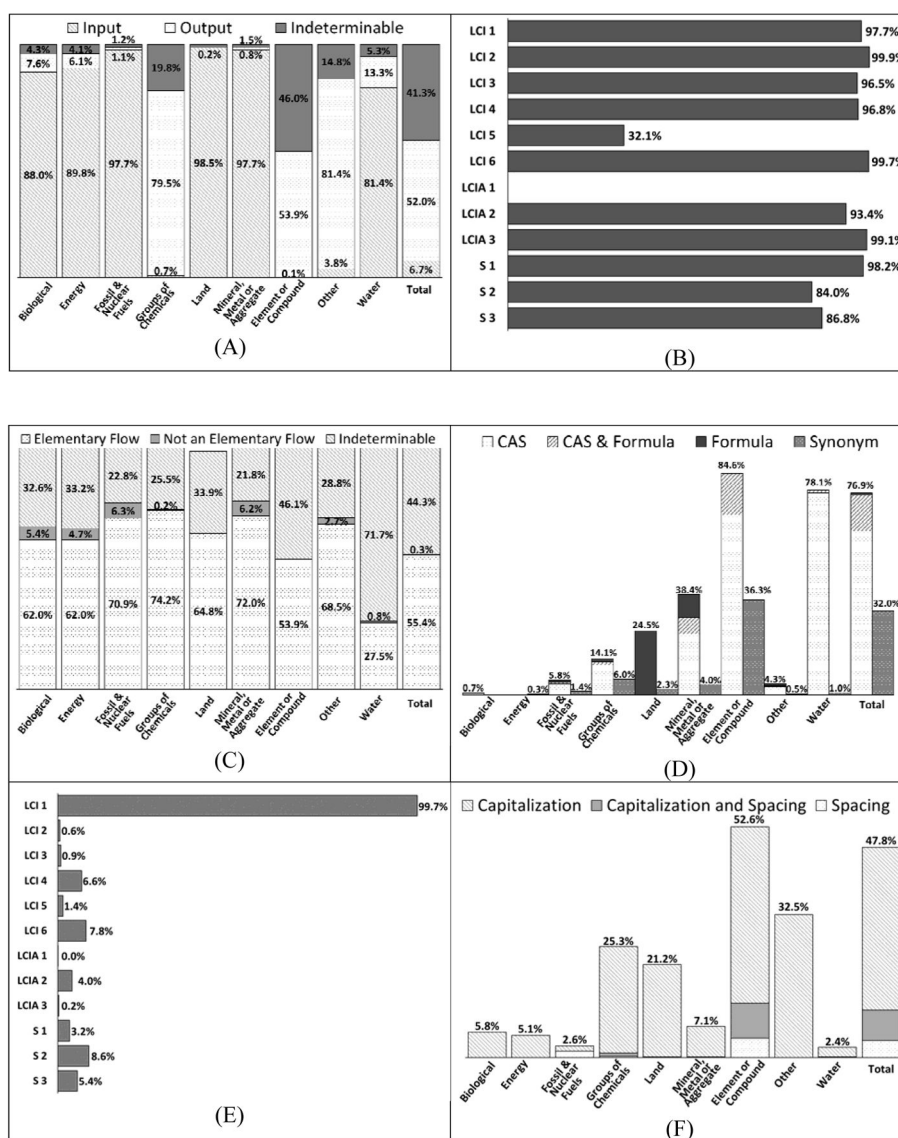 Input Output Indeterminable
4.3% 4.1% 1.2% 1.5% 5.3%
7.6% 6.1% 1.1% 19.8% 0.2% 0.8% 14.8% 13.3% 41.3%
46.0%
88.0% 89.8% 97.7% 79.5% 98.5% 97.7% 53.9% 81.4% 81.4% 52.0%
0.7% 0.1% 3.8% 6.7%
Biological
Energy
Fossil & Nuclear Fuels
Groups of Chemicals
Land
Mineral, Metal or Aggregate
Element or Compound
Other
Water
Total
(A)
LCI 1 97.7%
LCI 2 99.9%
LCI 3 96.5%
LCI 4 96.8%
LCI 5 32.1%
LCI 6 99.7%
LCIA 1
LCIA 2 93.4%
LCIA 3 99.1%
S 1 98.2%
S 2 84.0%
S 3 86.8%
(B)
Elementary Flow Not an Elementary Flow Indeterminable
32.6% 33.2% 22.8% 25.5% 33.9% 21.8% 46.1% 28.8% 71.7% 44.3%
5.4% 4.7% 6.3% 0.2% 6.2% 2.7% 0.8% 0.3%
62.0% 62.0% 70.9% 74.2% 64.8% 72.0% 53.9% 68.5% 27.5% 55.4%
Biological
Energy
Fossil & Nuclear Fuels
Groups of Chemicals
Land
Mineral, Metal or Aggregate
Element or Compound
Other
Water
Total
(C)
CAS CAS & Formula Formula Synonym
84.6% 78.1% 76.9%
38.4% 36.3% 32.0%
24.5%
14.1%
0.7% 0.3% 5.8% 1.4% 6.0% 2.3% 4.0% 4.3% 0.5% 1.0%
Biological
Energy
Fossil & Nuclear Fuels
Groups of Chemicals
Land
Mineral, Metal or Aggregate
Element or Compound
Other
Water
Total
(D)
LCI 1 99.7%
LCI 2 0.6%
LCI 3 0.9%
LCI 4 6.6%
LCI 5 1.4%
LCI 6 7.8%
LCIA 1 0.0%
LCIA 2 4.0%
LCIA 3 0.2%
S 1 3.2%
S 2 8.6%
S 3 5.4%
(E)
Capitalization Capitalization and Spacing Spacing
52.6% 47.8%
32.5%
25.3% 21.2%
5.8% 5.1% 2.6% 7.1% 2.4%
Biological
Energy
Fossil & Nuclear Fuels
Groups of Chemicals
Land
Mineral, Metal or Aggregate
Element or Compound
Other
Water
Total
(F)